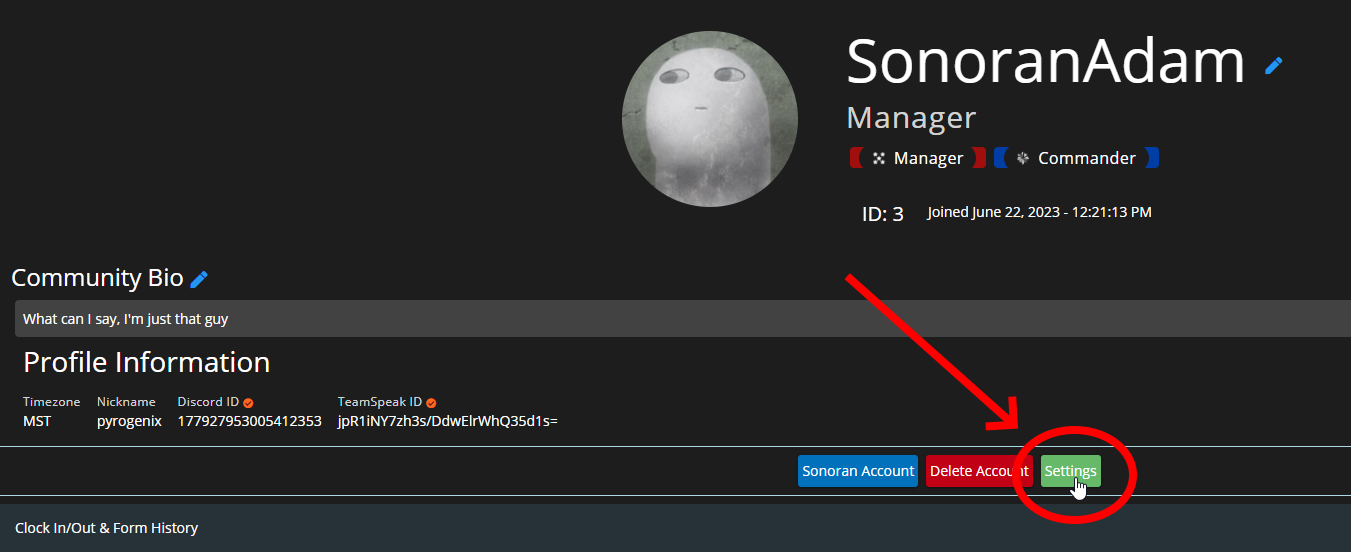 SonoranAdam
Manager
Manager Commander
ID: 3 Joined June 22, 2023 - 12:21:13 PM
Community Bio
What can I say, I'm just that guy
Profile Information
Timezone Nickname Discord ID TeamSpeak ID
MST pyrogenix 177927953005412353 jpR1iNY7zh3s/DdwElrWhQ35d1s=
Sonoran Account Delete Account Settings
Clock In/Out & Form History